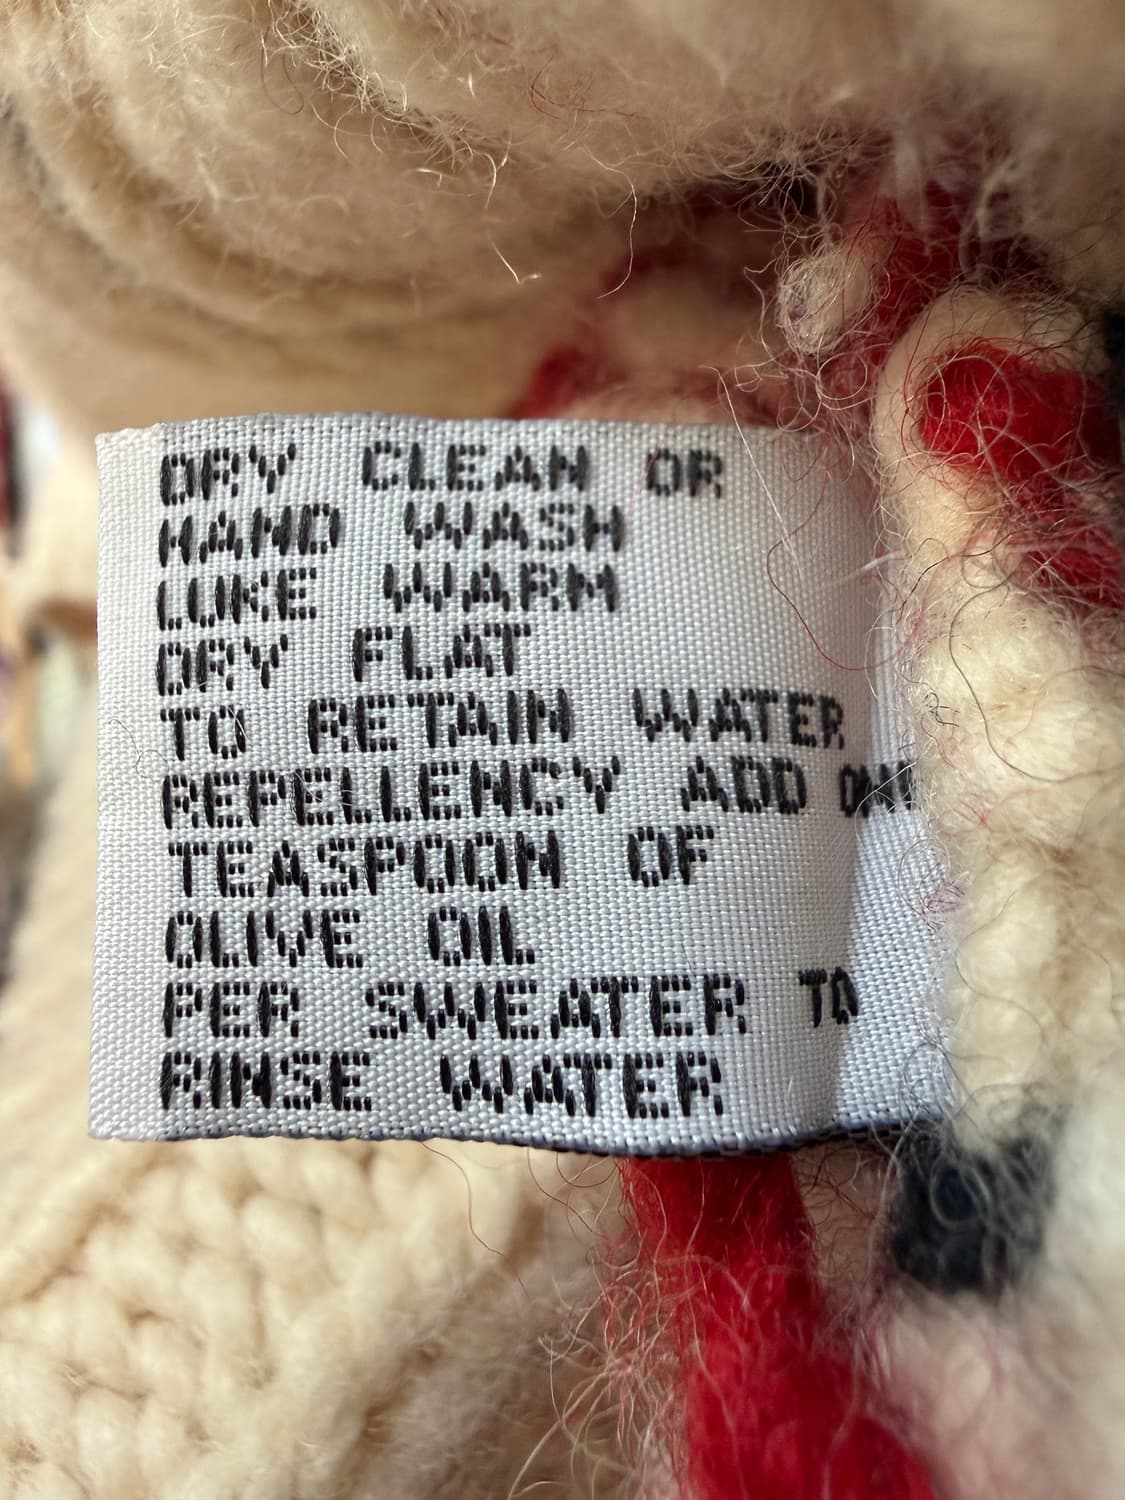 DRY CLEAN OR
HAND WASH
LUKE WARM
DRY FLAT
TO RETAIN WATER
REPELLENCY ADD
TEASPOON OF
OLIVE OIL
PER SWEATER TO
RINSE WATER